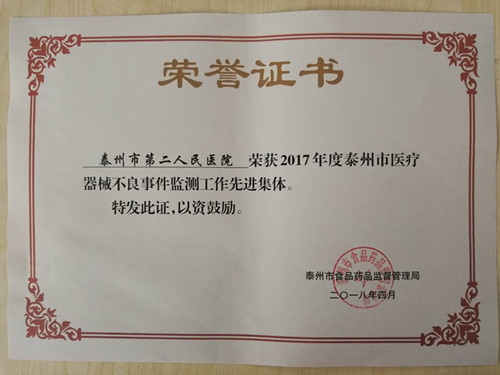 荣誉证书
泰州市第二人民医院 荣获2017年度泰州市医疗
器械不良事件监测工作先进集体。
特发此证,以资鼓励。
泰州市食品药品监督管理局
二〇一八年四月